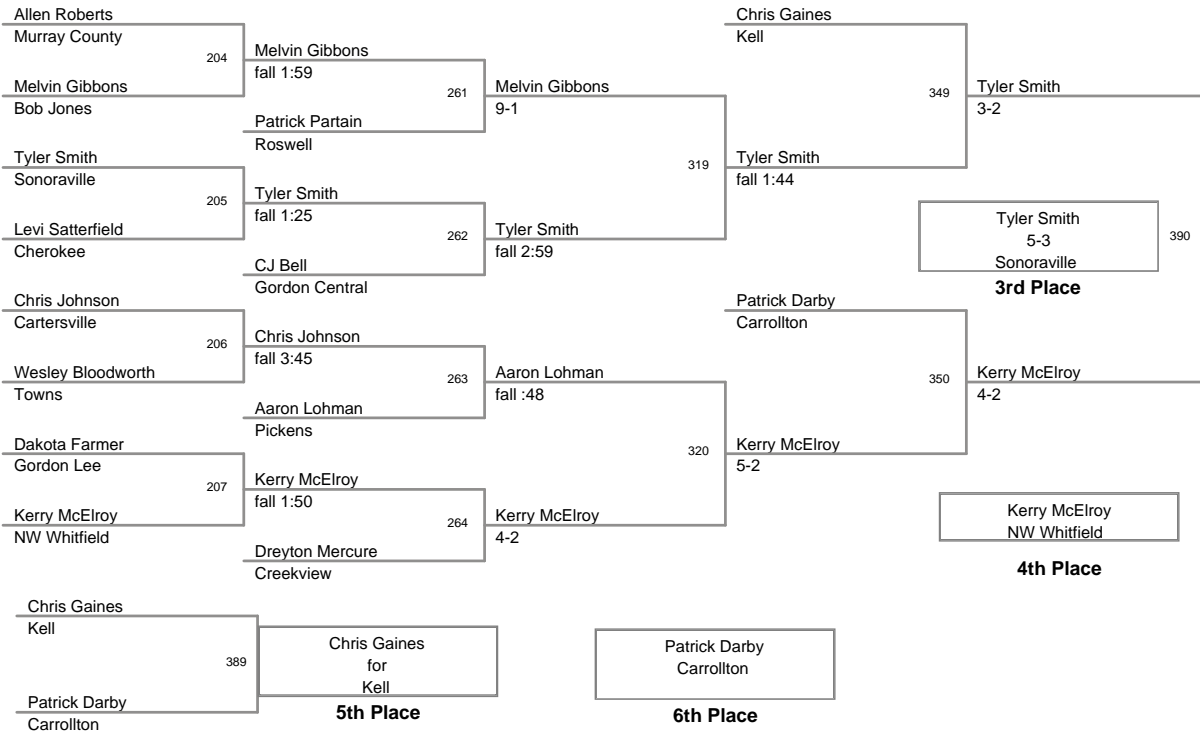 Allen Roberts
Murray County
204
Melvin Gibbons
Bob Jones
Tyler Smith
Sonoraville
205
Levi Satterfield
Cherokee
Chris Johnson
Cartersville
206
Wesley Bloodworth
Towns
Dakota Farmer
Gordon Lee
207
Kerry McElroy
NW Whitfield
Melvin Gibbons
fall 1:59
261
Patrick Partain
Roswell
Tyler Smith
fall 1:25
262
CJ Bell
Gordon Central
Chris Johnson
fall 3:45
263
Aaron Lohman
Pickens
Kerry McElroy
fall 1:50
264
Dreyton Mercure
Creekview
Melvin Gibbons
9-1
319
Tyler Smith
fall 2:59
Aaron Lohman
fall :48
320
Kerry McElroy
4-2
Chris Gaines
Kell
349
Tyler Smith
fall 1:44
Patrick Darby
Carrollton
350
Kerry McElroy
5-2
Tyler Smith
3-2
Tyler Smith
5-3
Sonoraville
390
3rd Place
Kerry McElroy
4-2
Kerry McElroy
NW Whitfield
4th Place
Chris Gaines
Kell
389
Patrick Darby
Carrollton
Chris Gaines
for
Kell
5th Place
Patrick Darby
Carrollton
6th Place